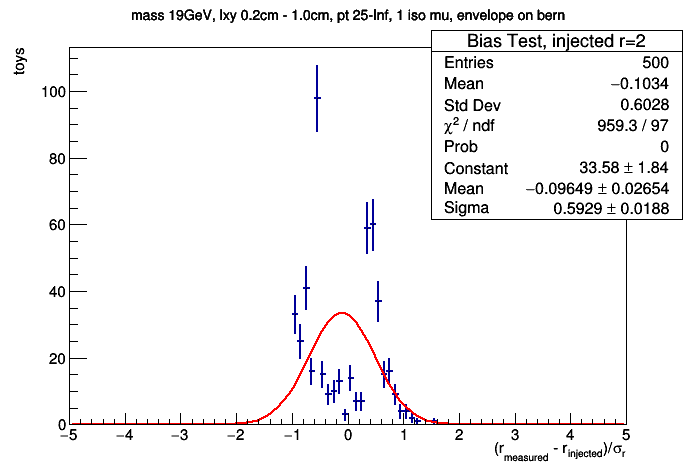 mass 19GeV, lxy 0.2cm - 1.0cm, pt 25-Inf, 1 iso mu, envelope on bern
Bias Test, injected r=2
Entries 500
Mean −0.1034
Std Dev 0.6028
χ² / ndf 959.3 / 97
Prob 0
Constant 33.58 ± 1.84
Mean −0.09649 ± 0.02654
Sigma 0.5929 ± 0.0188
toys
100
80
60
40
20
0
−5 −4 −3 −2 −1 0 1 2 3 4 5
(r_measured - r_injected)/σ_r